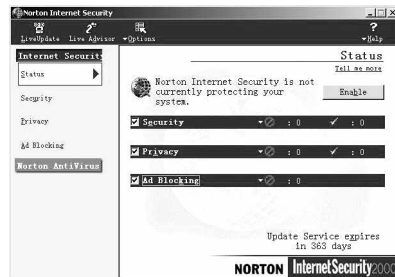 Norton Internet Security
LiveUpdate Live Advisor Options Help
Internet Securit
Status
Security
Privacy
Ad Blocking
Norton AntiVirus
Status
Tell me more
Norton Internet Security is not
currently protecting your
system.
Enable
Security : 0 : 0
Privacy : 0 : 0
Ad Blocking : 0
Update Service expires
in 363 days
NORTON InternetSecurity2000